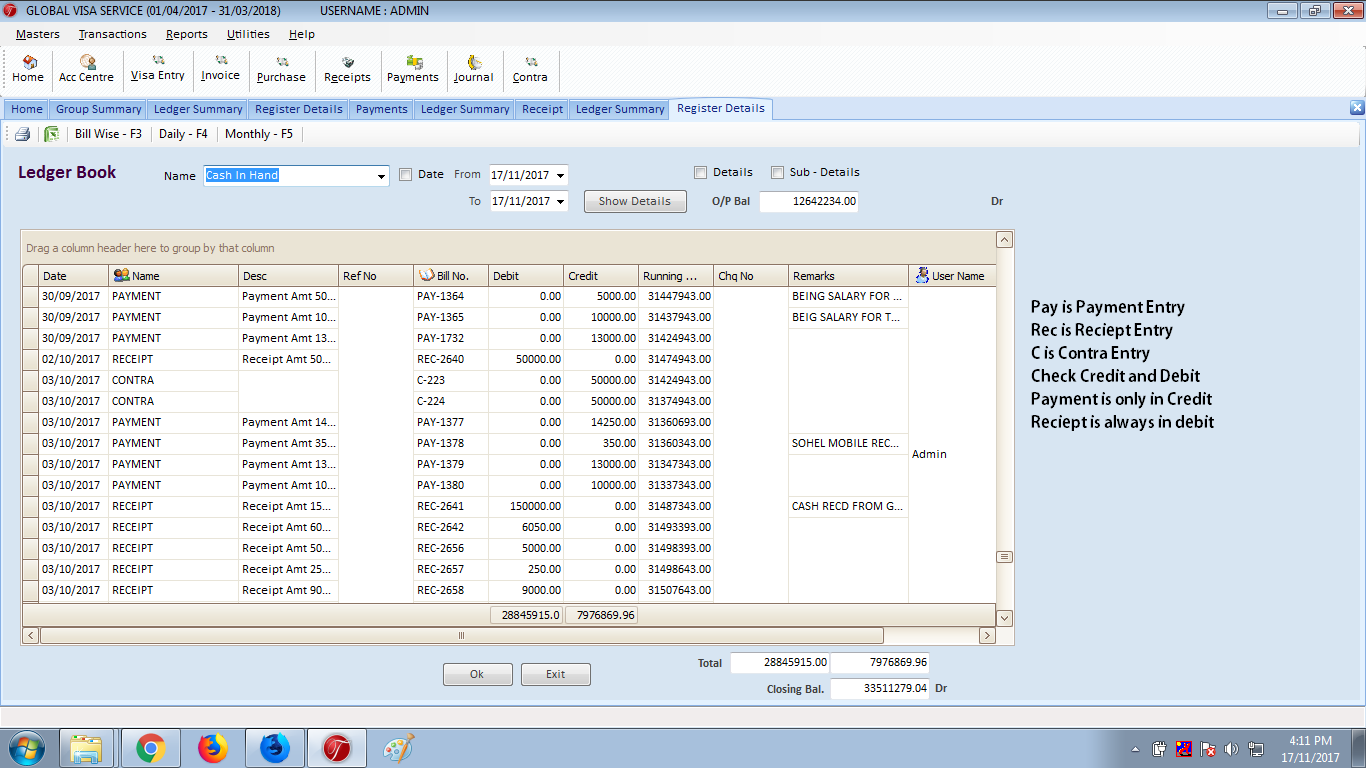 GLOBAL VISA SERVICE (01/04/2017 - 31/03/2018) USERNAME : ADMIN
Masters Transactions Reports Utilities Help
Home Acc Centre Visa Entry Invoice Purchase Receipts Payments Journal Contra
Home Group Summary Ledger Summary Register Details Payments Ledger Summary Receipt Ledger Summary Register Details
Bill Wise - F3 Daily - F4 Monthly - F5
Ledger Book Name Cash In Hand Date From 17/11/2017 Details Sub - Details
To 17/11/2017 Show Details O/P Bal 12642234.00 Dr
Drag a column header here to group by that column
Date Name Desc Ref No Bill No. Debit Credit Running ... Chq No Remarks User Name
30/09/2017 PAYMENT Payment Amt 50... PAY-1364 0.00 5000.00 31447943.00 BEING SALARY FOR ...
30/09/2017 PAYMENT Payment Amt 10... PAY-1365 0.00 10000.00 31437943.00 BEIG SALARY FOR T...
30/09/2017 PAYMENT Payment Amt 13... PAY-1732 0.00 13000.00 31424943.00
02/10/2017 RECEIPT Receipt Amt 50... REC-2640 50000.00 0.00 31474943.00
03/10/2017 CONTRA C-223 0.00 50000.00 31424943.00
03/10/2017 CONTRA C-224 0.00 50000.00 31374943.00
03/10/2017 PAYMENT Payment Amt 14... PAY-1377 0.00 14250.00 31360693.00
03/10/2017 PAYMENT Payment Amt 35... PAY-1378 0.00 350.00 31360343.00 SOHEL MOBILE REC...
Admin
03/10/2017 PAYMENT Payment Amt 13... PAY-1379 0.00 13000.00 31347343.00
03/10/2017 PAYMENT Payment Amt 10... PAY-1380 0.00 10000.00 31337343.00
03/10/2017 RECEIPT Receipt Amt 15... REC-2641 150000.00 0.00 31487343.00 CASH RECD FROM G...
03/10/2017 RECEIPT Receipt Amt 60... REC-2642 6050.00 0.00 31493393.00
03/10/2017 RECEIPT Receipt Amt 50... REC-2656 5000.00 0.00 31498393.00
03/10/2017 RECEIPT Receipt Amt 25... REC-2657 250.00 0.00 31498643.00
03/10/2017 RECEIPT Receipt Amt 90... REC-2658 9000.00 0.00 31507643.00
28845915.0 7976869.96
Pay is Payment Entry
Rec is Reciept Entry
C is Contra Entry
Check Credit and Debit
Payment is only in Credit
Reciept is always in debit
Ok Exit Total 28845915.00 7976869.96
Closing Bal. 33511279.04 Dr
4:11 PM
17/11/2017